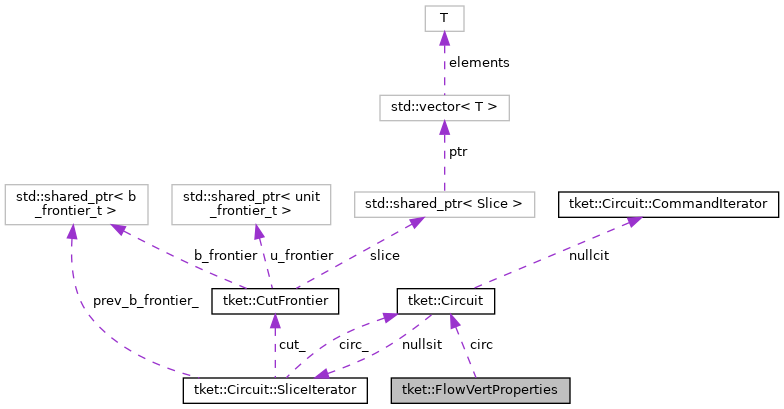 T
elements
std::vector< T >
ptr
std::shared_ptr< b
_frontier_t >
std::shared_ptr< unit
_frontier_t >
std::shared_ptr< Slice >
tket::Circuit::CommandIterator
b_frontier
u_frontier
slice
nullcit
prev_b_frontier_
tket::CutFrontier
tket::Circuit
cut_
circ_
nullsit
circ
tket::Circuit::SliceIterator
tket::FlowVertProperties